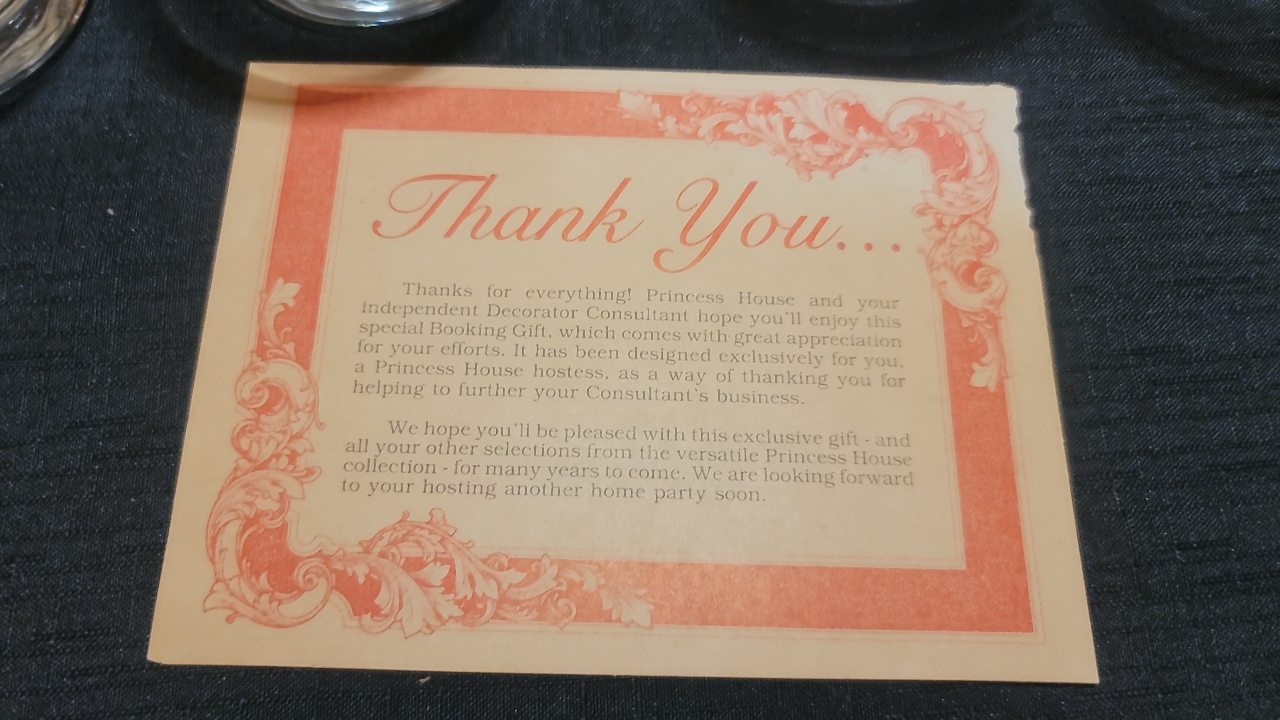 Thank You...
Thanks for everything! Princess House and your
independent Decorator Consultant hope you'll enjoy this
special Booking Gift, which comes with great appreciation
for your efforts. It has been designed exclusively for you,
a Princess House hostess, as a way of thanking you for
helping to further your Consultant's business.
We hope you'll be pleased with this exclusive gift - and
all your other selections from the versatile Princess House
collection - for many years to come. We are looking forward
to your hosting another home party soon.